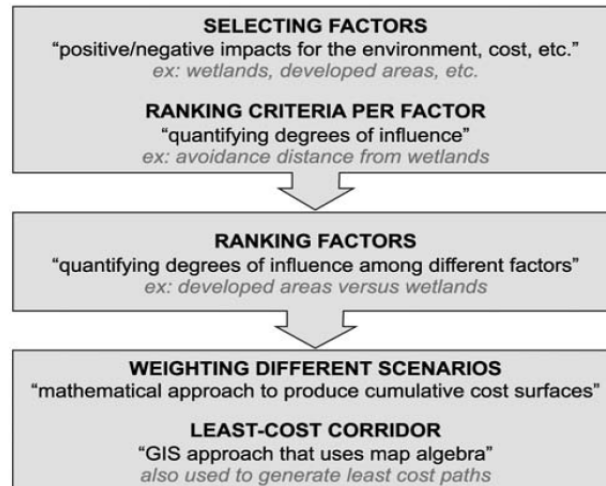 SELECTING FACTORS
“positive/negative impacts for the environment, cost, etc.”
ex: wetlands, developed areas, etc.
RANKING CRITERIA PER FACTOR
“quantifying degrees of influence”
ex: avoidance distance from wetlands
RANKING FACTORS
“quantifying degrees of influence among different factors”
ex: developed areas versus wetlands
WEIGHTING DIFFERENT SCENARIOS
“mathematical approach to produce cumulative cost surfaces”
LEAST-COST CORRIDOR
“GIS approach that uses map algebra”
also used to generate least cost paths